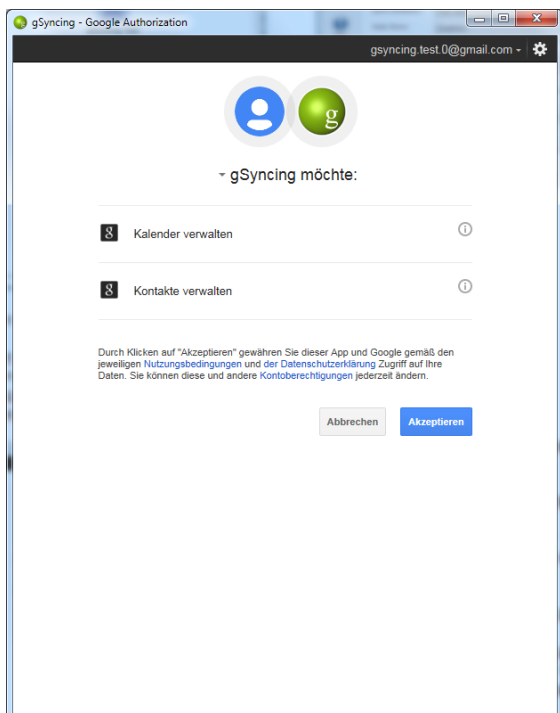 gSyncing - Google Authorization
gsyncing.test.0@gmail.com
g
gSyncing möchte:
g Kalender verwalten
g Kontakte verwalten
Durch Klicken auf "Akzeptieren" gewähren Sie dieser App und Google gemäß den
jeweiligen Nutzungsbedingungen und der Datenschutzerklärung Zugriff auf Ihre
Daten. Sie können diese und andere Kontoberechtigungen jederzeit ändern.
Abbrechen Akzeptieren